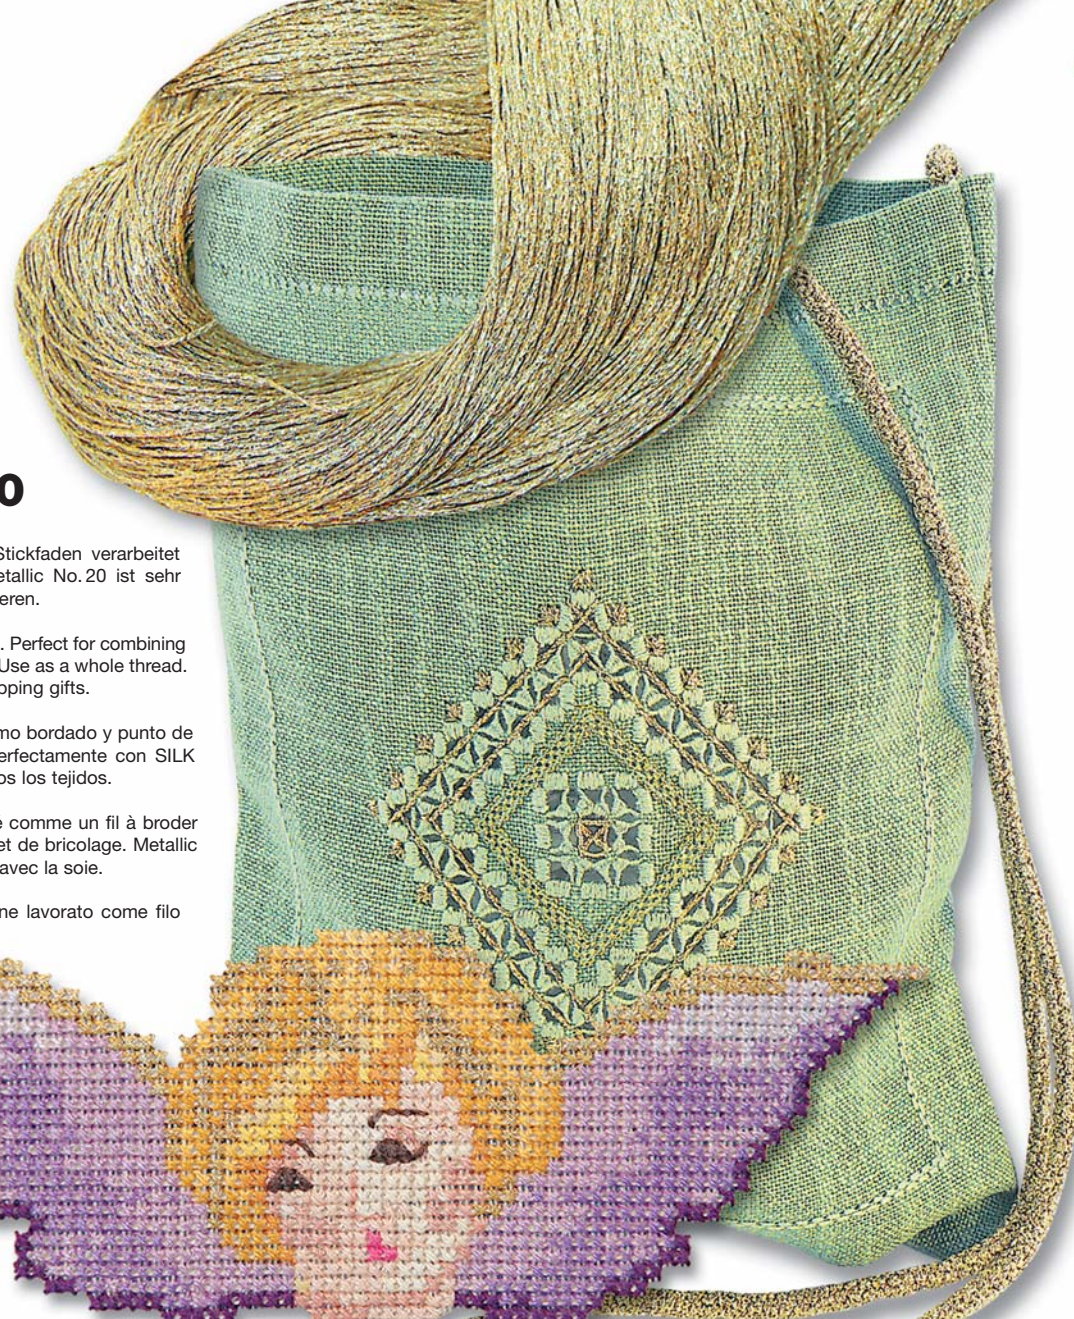 0
Stickfaden verarbeitet
etallic No. 20 ist sehr
eren.
. Perfect for combining
Use as a whole thread.
pping gifts.
mo bordado y punto de
erfectamente con SILK
os los tejidos.
e comme un fil à broder
et de bricolage. Metallic
avec la soie.
ne lavorato come filo